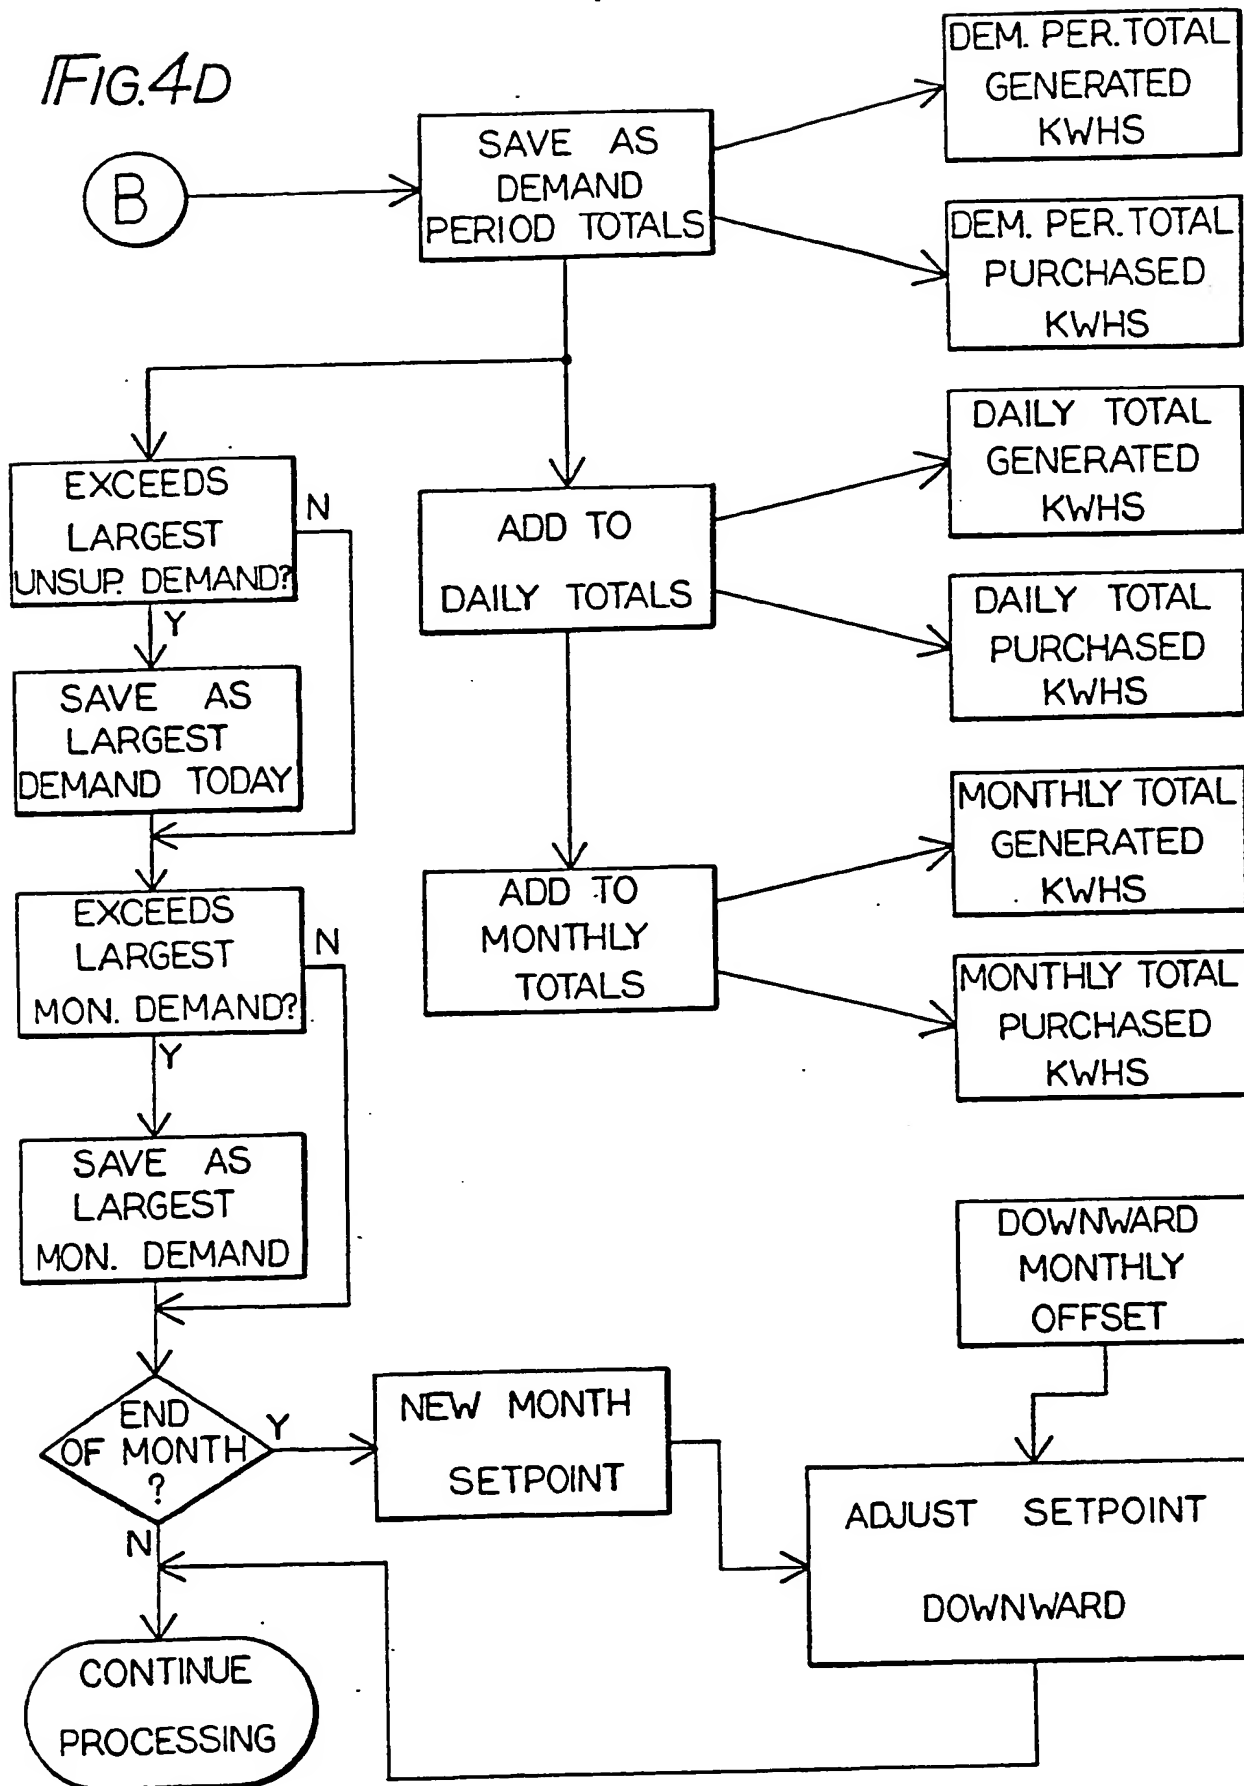 FIG.4D
B
SAVE AS
DEMAND
PERIOD TOTALS
DEM. PER. TOTAL
GENERATED
KWHS
DEM. PER. TOTAL
PURCHASED
KWHS
EXCEEDS
LARGEST
UNSUP. DEMAND?
N
Y
SAVE AS
LARGEST
DEMAND TODAY
ADD TO
DAILY TOTALS
DAILY TOTAL
GENERATED
KWHS
DAILY TOTAL
PURCHASED
KWHS
EXCEEDS
LARGEST
MON. DEMAND?
N
Y
SAVE AS
LARGEST
MON. DEMAND
ADD TO
MONTHLY
TOTALS
MONTHLY TOTAL
GENERATED
KWHS
MONTHLY TOTAL
PURCHASED
KWHS
END
OF MONTH
?
Y
N
NEW MONTH
SETPOINT
DOWNWARD
MONTHLY
OFFSET
ADJUST SETPOINT
DOWNWARD
CONTINUE
PROCESSING